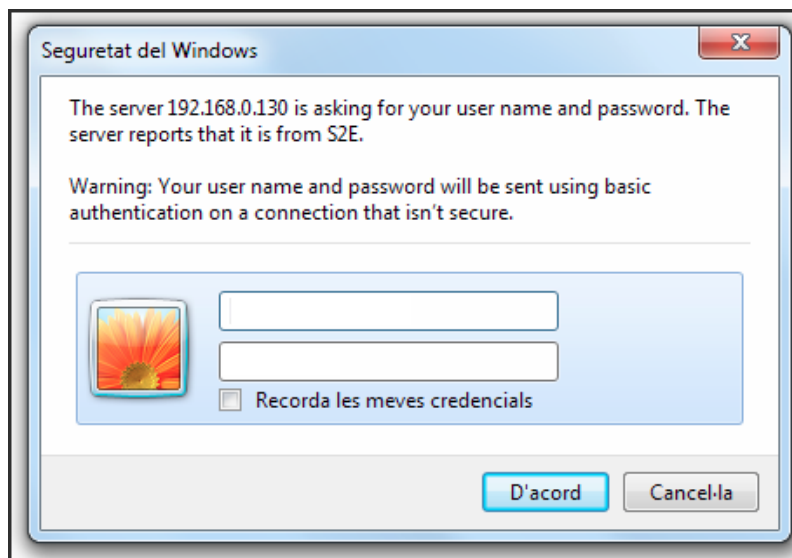 Seguretat del Windows
The server 192.168.0.130 is asking for your user name and password. The
server reports that it is from S2E.
Warning: Your user name and password will be sent using basic
authentication on a connection that isn't secure.
Recorda les meves credencials
D'acord
Cancel·la